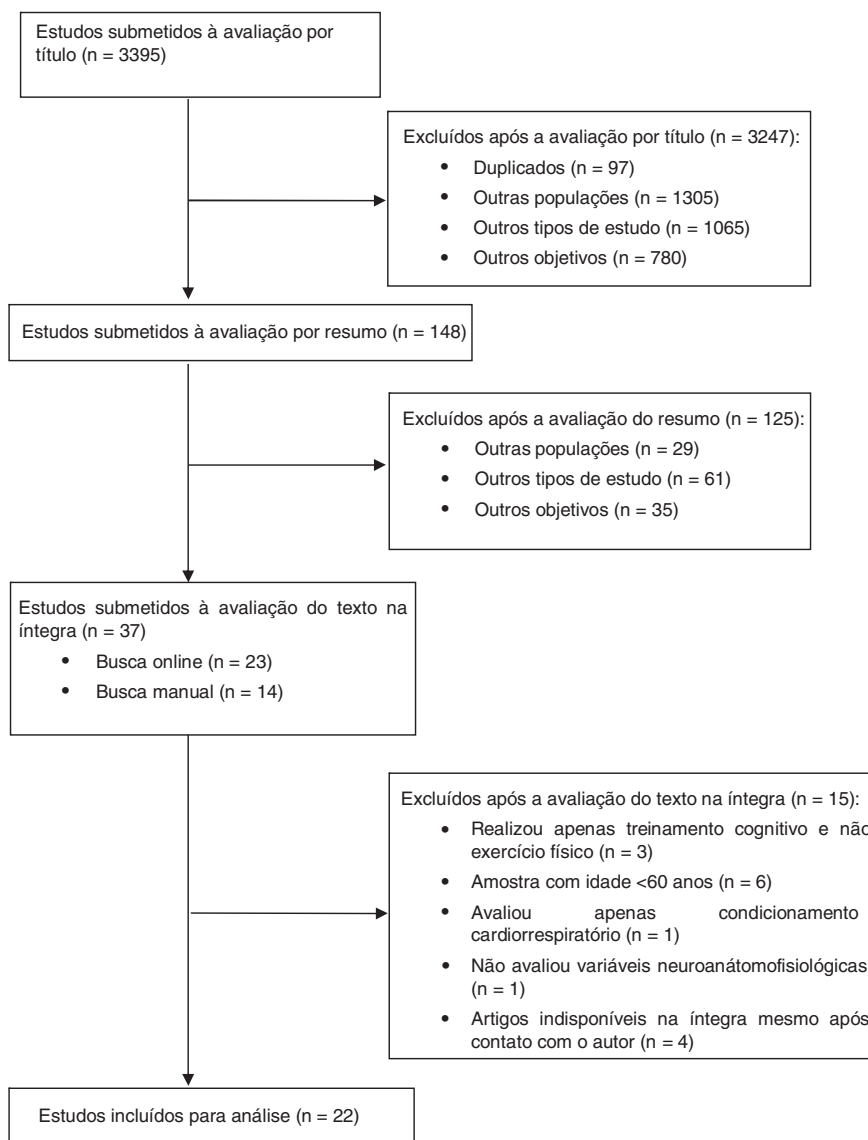 Estudos submetidos à avaliação por
título (n = 3395)
Excluídos após a avaliação por título (n = 3247):
• Duplicados (n = 97)
• Outras populações (n = 1305)
• Outros tipos de estudo (n = 1065)
• Outros objetivos (n = 780)
Estudos submetidos à avaliação por resumo (n = 148)
Excluídos após a avaliação do resumo (n = 125):
• Outras populações (n = 29)
• Outros tipos de estudo (n = 61)
• Outros objetivos (n = 35)
Estudos submetidos à avaliação do texto na
íntegra (n = 37)
• Busca online (n = 23)
• Busca manual (n = 14)
Excluídos após a avaliação do texto na íntegra (n = 15):
• Realizou apenas treinamento cognitivo e não
exercício físico (n = 3)
• Amostra com idade <60 anos (n = 6)
• Avaliou apenas condicionamento
cardiorrespiratório (n = 1)
• Não avaliou variáveis neuroanátomofisiológicas
(n = 1)
• Artigos indisponíveis na íntegra mesmo após
contato com o autor (n = 4)
Estudos incluídos para análise (n = 22)